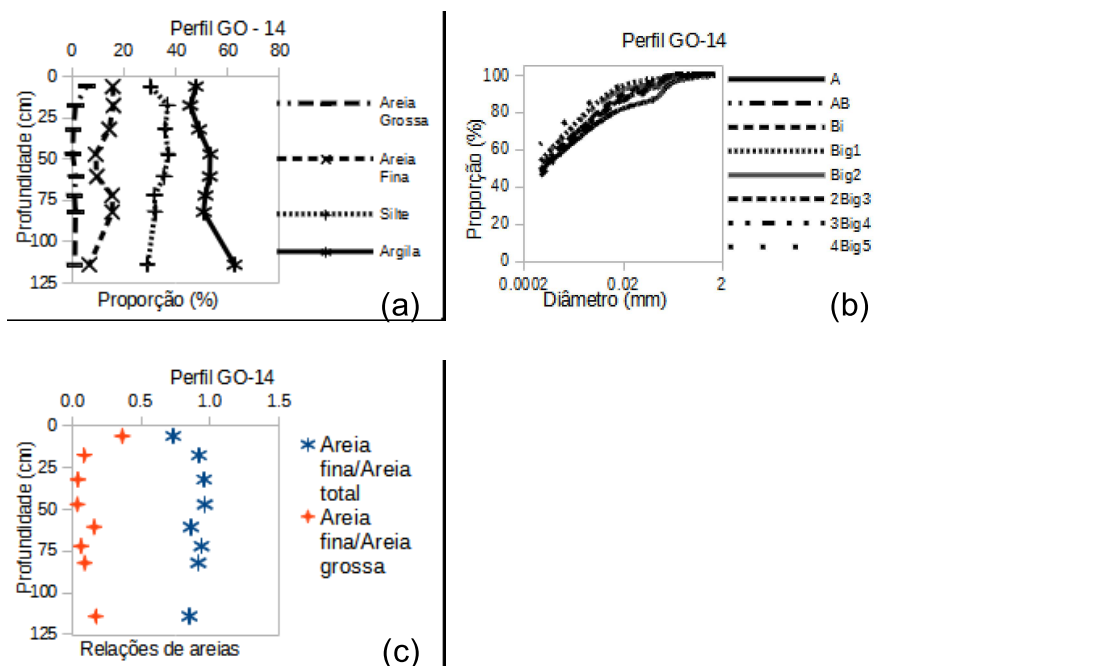 Perfil GO - 14
0 20 40 60 80
0
25
50
75
100
125
Profundidade (cm)
Proporção (%)
Areia
Grossa
Areia
Fina
Silte
Argila
(a)
Perfil GO-14
100
80
60
40
20
0
Proporção (%)
0.0002 0.02 2
Diâmetro (mm)
A
AB
Bi
Big1
Big2
2Big3
3Big4
4Big5
(b)
Perfil GO-14
0.0 0.5 1.0 1.5
0
25
50
75
100
125
Profundidade (cm)
Relações de areias
Areia
fina/Areia
total
Areia
fina/Areia
grossa
(c)